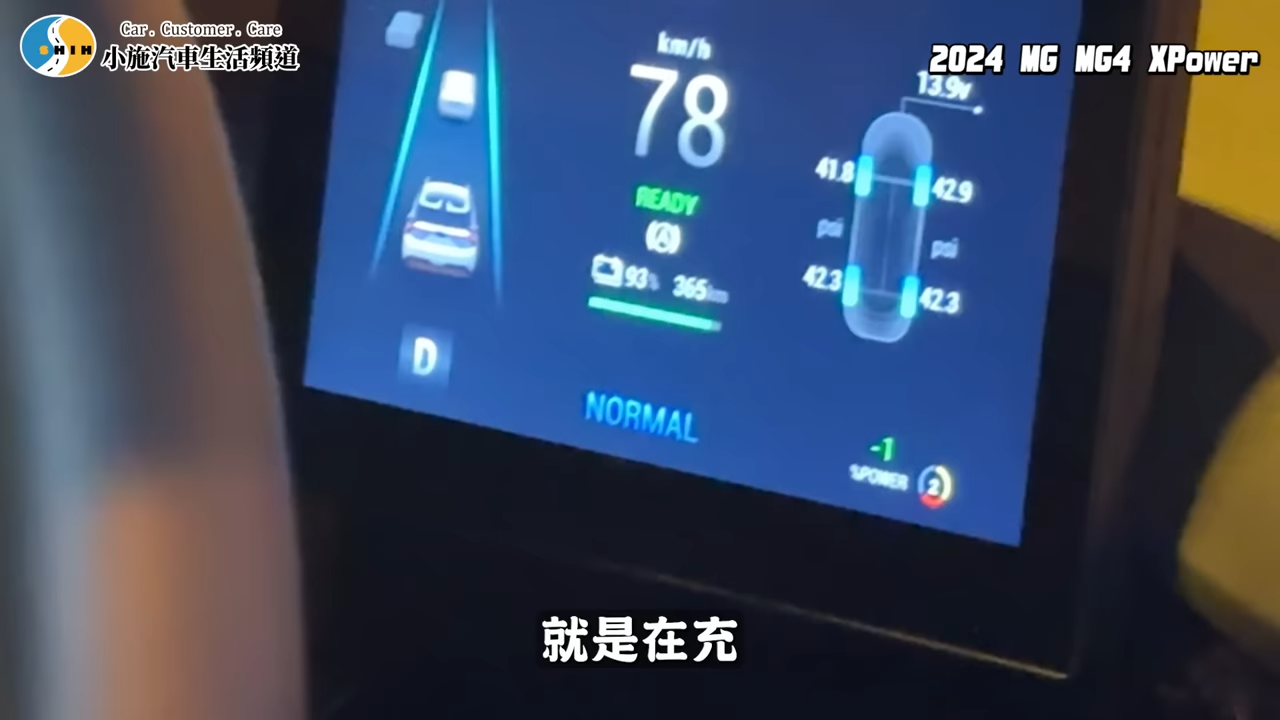 Car. Customer. Care
SHIH
小施汽車生活頻道
2024 MG MG4 XPower
km/h
78
13.9v
41.8
42.9
READY
psi
psi
(A)
93% 365km
42.3
42.3
D
NORMAL
-1
%POWER
2
就是在充